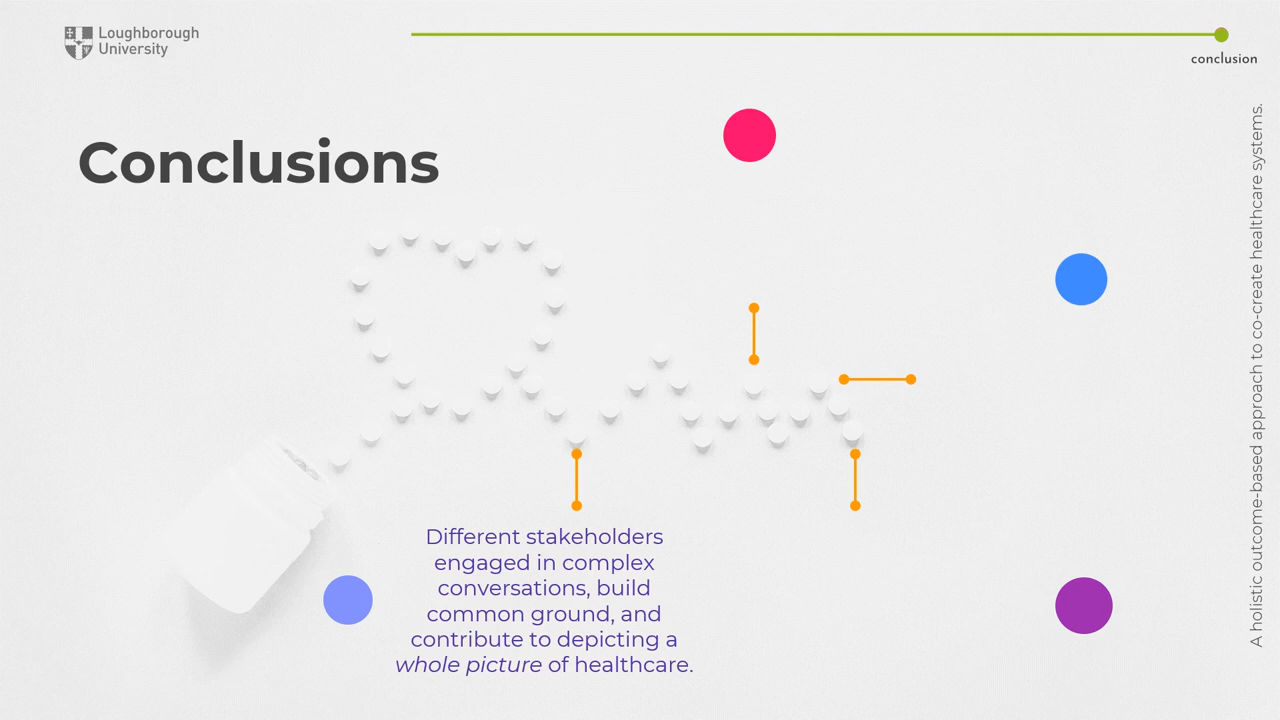 Loughborough
University
conclusion
Conclusions
Different stakeholders
engaged in complex
conversations, build
common ground, and
contribute to depicting a
whole picture of healthcare.
A holistic outcome-based approach to co-create healthcare systems.